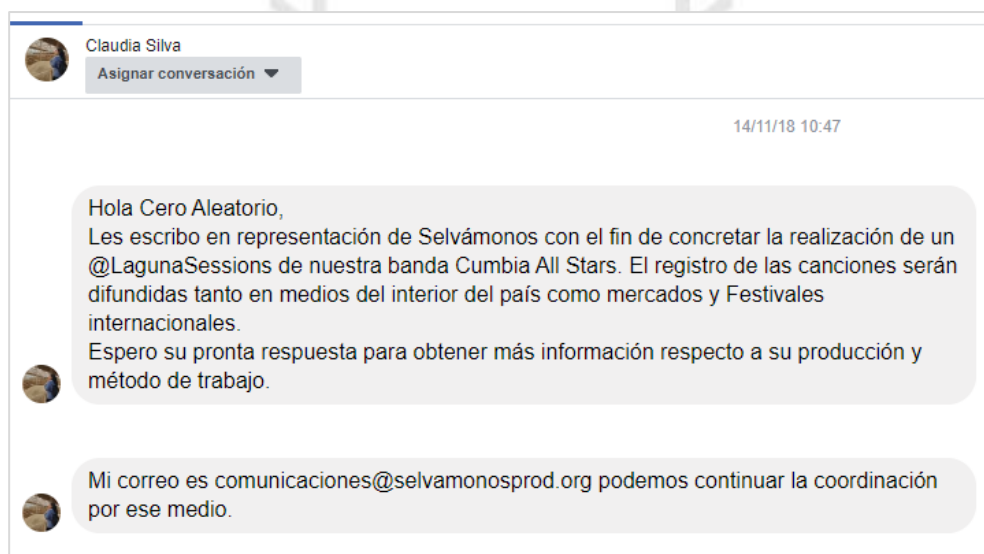 Claudia Silva
Asignar conversación
14/11/18 10:47
Hola Cero Aleatorio,
Les escribo en representación de Selvámonos con el fin de concretar la realización de un
@LagunaSessions de nuestra banda Cumbia All Stars. El registro de las canciones serán
difundidas tanto en medios del interior del país como mercados y Festivales
internacionales.
Espero su pronta respuesta para obtener más información respecto a su producción y
método de trabajo.
Mi correo es comunicaciones@selvamonosprod.org podemos continuar la coordinación
por ese medio.